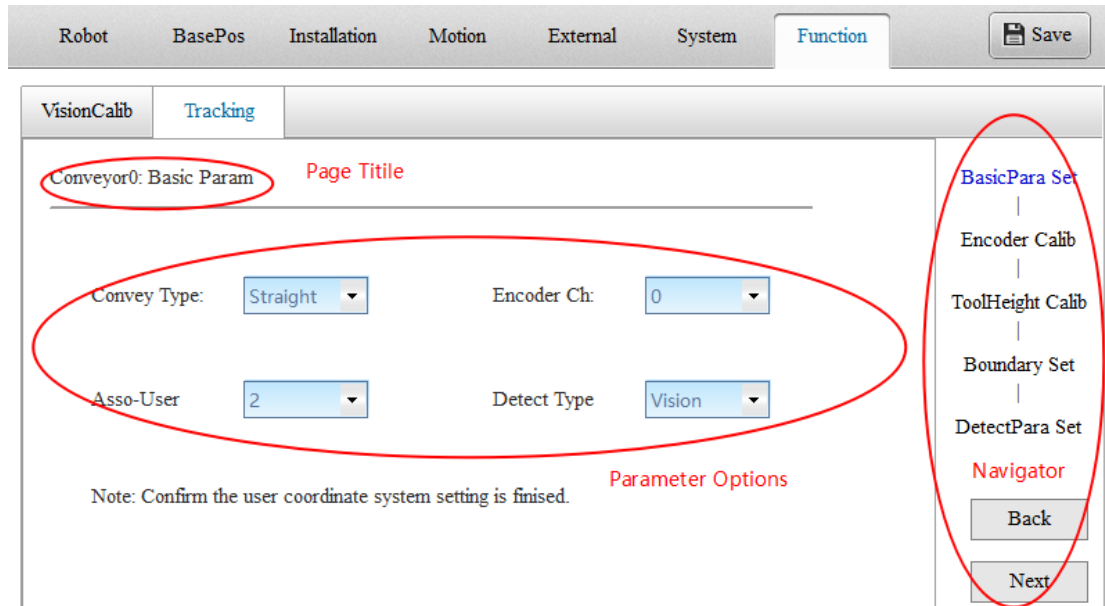 Robot BasePos Installation Motion External System Function Save
VisionCalib Tracking
Conveyor0: Basic Param Page Titile
Convey Type: Straight Encoder Ch: 0
Asso-User 2 Detect Type Vision
Note: Confirm the user coordinate system setting is finised.
Parameter Options
BasicPara Set
Encoder Calib
ToolHeight Calib
Boundary Set
DetectPara Set
Navigator
Back
Next